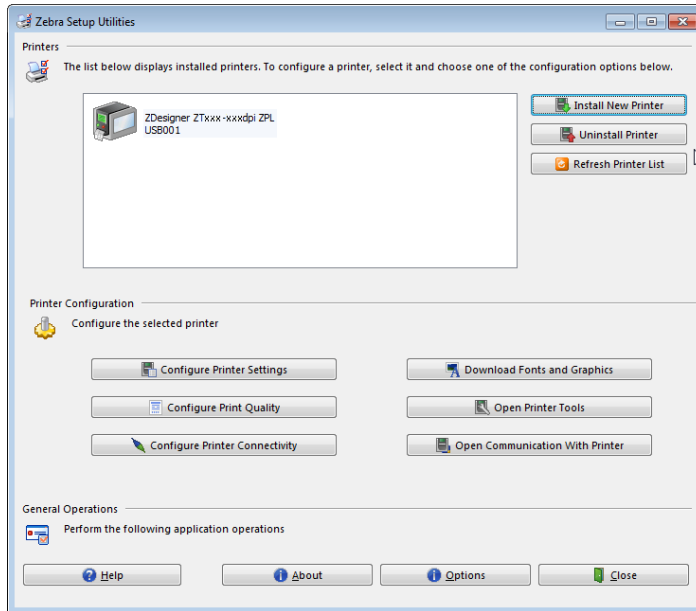 Zebra Setup Utilities
Printers
The list below displays installed printers. To configure a printer, select it and choose one of the configuration options below.
ZDesigner ZTxxx -xxxdpi ZPL
USB001
Install New Printer
Uninstall Printer
Refresh Printer List
Printer Configuration
Configure the selected printer
Configure Printer Settings
Download Fonts and Graphics
Configure Print Quality
Open Printer Tools
Configure Printer Connectivity
Open Communication With Printer
General Operations
Perform the following application operations
Help
About
Options
Close